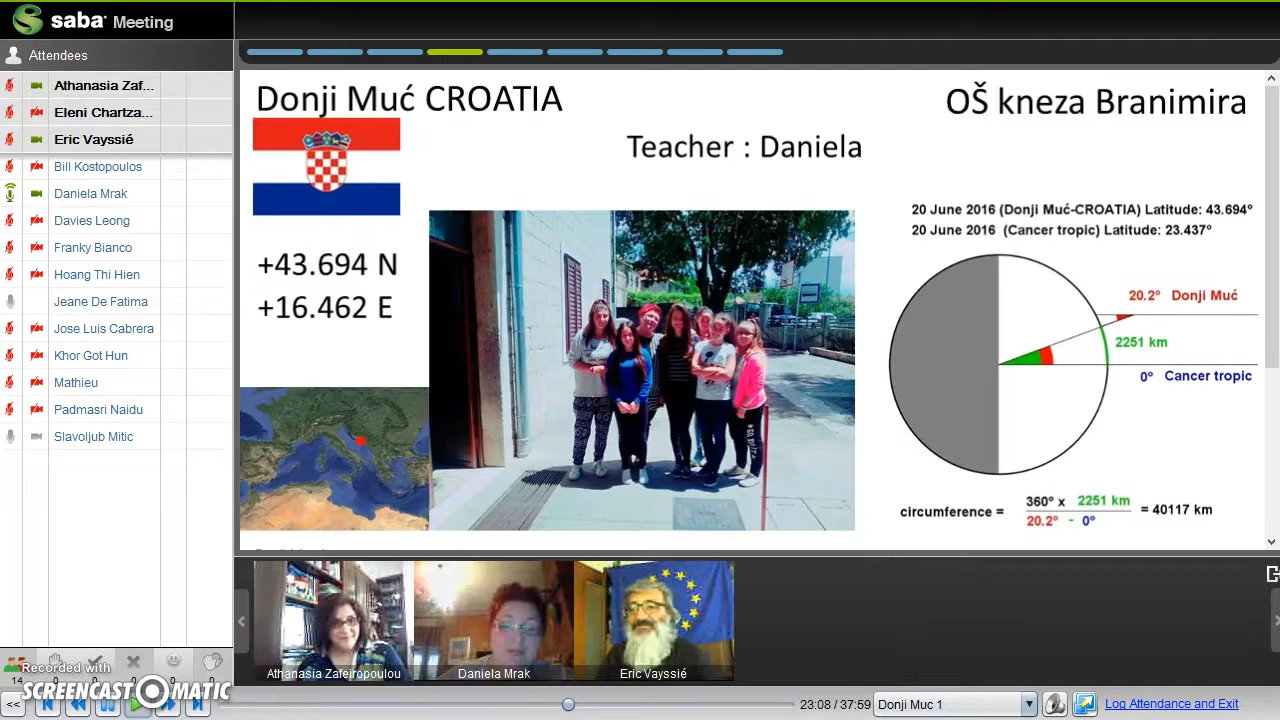 saba Meeting
Attendees
Athanasia Zaf...
Eleni Chartza...
Eric Vayssié
Bill Kostopoulos
Daniela Mrak
Davies Leong
Franky Bianco
Hoang Thi Hien
Jeane De Fatima
Jose Luis Cabrera
Khor Got Hun
Mathieu
Padmasri Naidu
Slavoljub Mitic
Donji Muć CROATIA
OŠ kneza Branimira
Teacher : Daniela
+43.694 N
+16.462 E
20 June 2016 (Donji Muć-CROATIA) Latitude: 43.694°
20 June 2016 (Cancer tropic) Latitude: 23.437°
20.2° Donji Muć
2251 km
0° Cancer tropic
circumference = 360° x 2251 km = 40117 km
20.2° - 0°
Athanasia Zafeiropoulou
Daniela Mrak
Eric Vayssié
14
Recorded with
SCREENCAST MATIC
<<
23:38 / 37:59
Donji Muc 1
Log Attendance and Exit